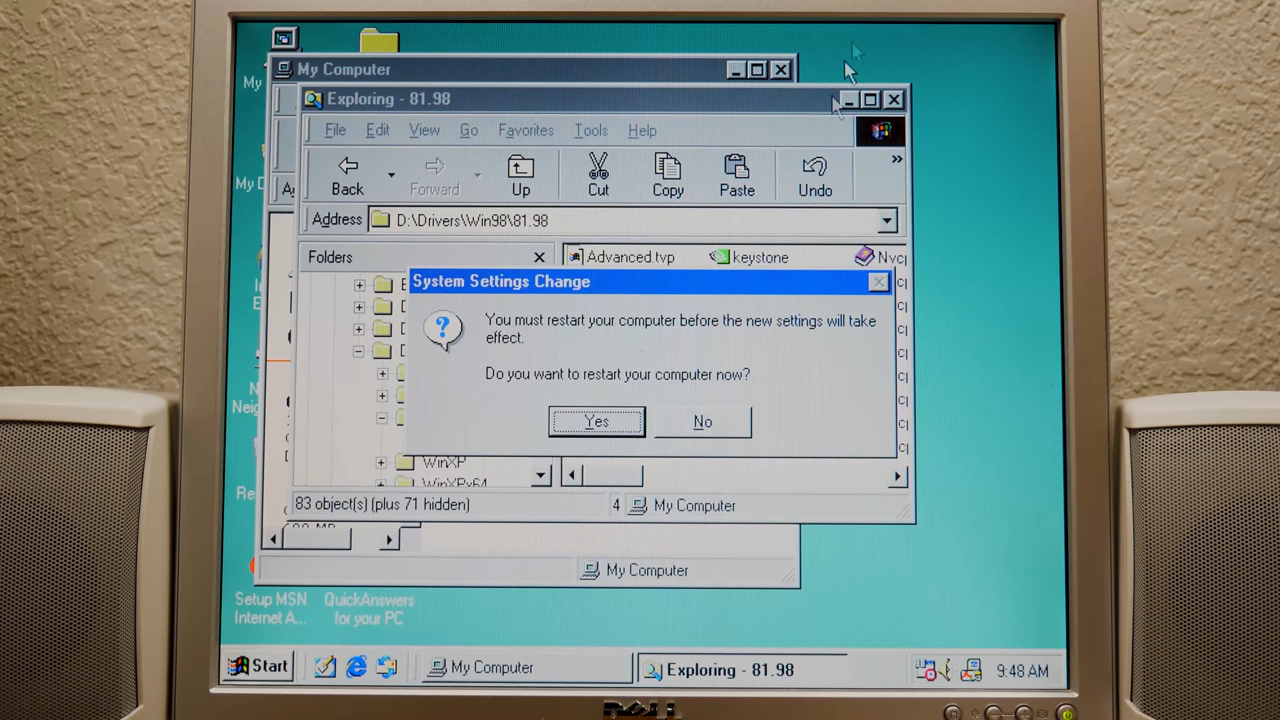 My Computer
Exploring - 81.98
File Edit View Go Favorites Tools Help
Back Forward Up Cut Copy Paste Undo
Address D:\Drivers\Win98\81.98
Folders
Advanced.tvp keystone
System Settings Change
You must restart your computer before the new settings will take
effect.
Do you want to restart your computer now?
Yes No
WinXP
WinXPx64
83 object(s) (plus 71 hidden) 4 My Computer
My Computer
Setup MSN
Internet A...
QuickAnswers
for your PC
Start My Computer Exploring - 81.98 9:48 AM
DELL